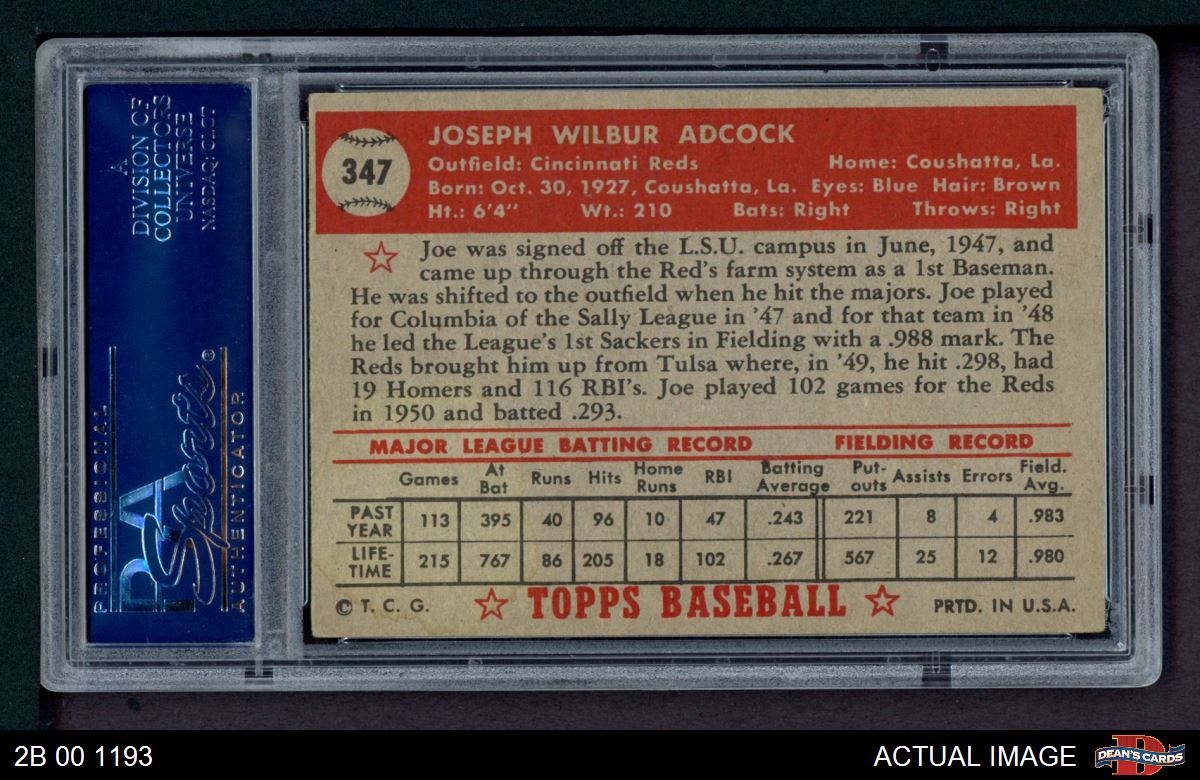 A
DIVISION OF
COLLECTORS
UNIVERSE
NASDAQ: CLCT
PROFESSIONAL
PSA
Sports®
AUTHENTICATOR
347
JOSEPH WILBUR ADCOCK
Outfield: Cincinnati Reds Home: Coushatta, La.
Born: Oct. 30, 1927, Coushatta, La. Eyes: Blue Hair: Brown
Ht.: 6'4" Wt.: 210 Bats: Right Throws: Right
Joe was signed off the L.S.U. campus in June, 1947, and
came up through the Red's farm system as a 1st Baseman.
He was shifted to the outfield when he hit the majors. Joe played
for Columbia of the Sally League in '47 and for that team in '48
he led the League's 1st Sackers in Fielding with a .988 mark. The
Reds brought him up from Tulsa where, in '49, he hit .298, had
19 Homers and 116 RBI's. Joe played 102 games for the Reds
in 1950 and batted .293.
MAJOR LEAGUE BATTING RECORD FIELDING RECORD
Games At Bat Runs Hits Home Runs RBI Batting Average Put-outs Assists Errors Field. Avg.
PAST YEAR 113 395 40 96 10 47 .243 221 8 4 .983
LIFE-TIME 215 767 86 205 18 102 .267 567 25 12 .980
© T. C. G. TOPPS BASEBALL PRTD. IN U.S.A.
2B 00 1193 ACTUAL IMAGE DEAN'S CARDS